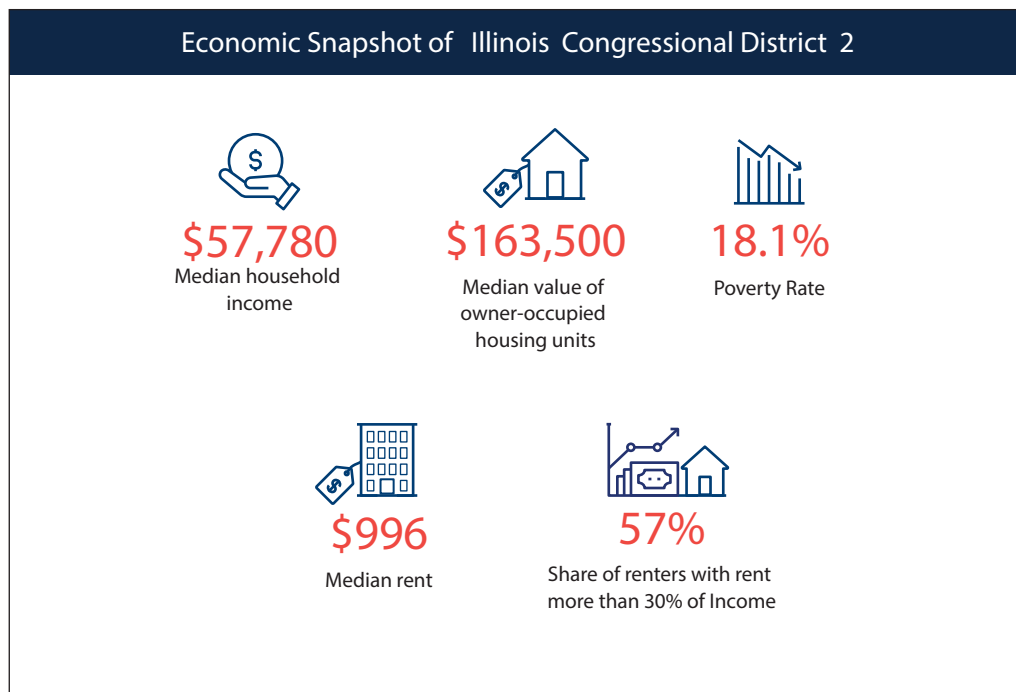 Economic Snapshot of Illinois Congressional District 2
$
$57,780
Median household
income
$
$163,500
Median value of
owner-occupied
housing units
18.1%
Poverty Rate
$
$996
Median rent
57%
Share of renters with rent
more than 30% of Income